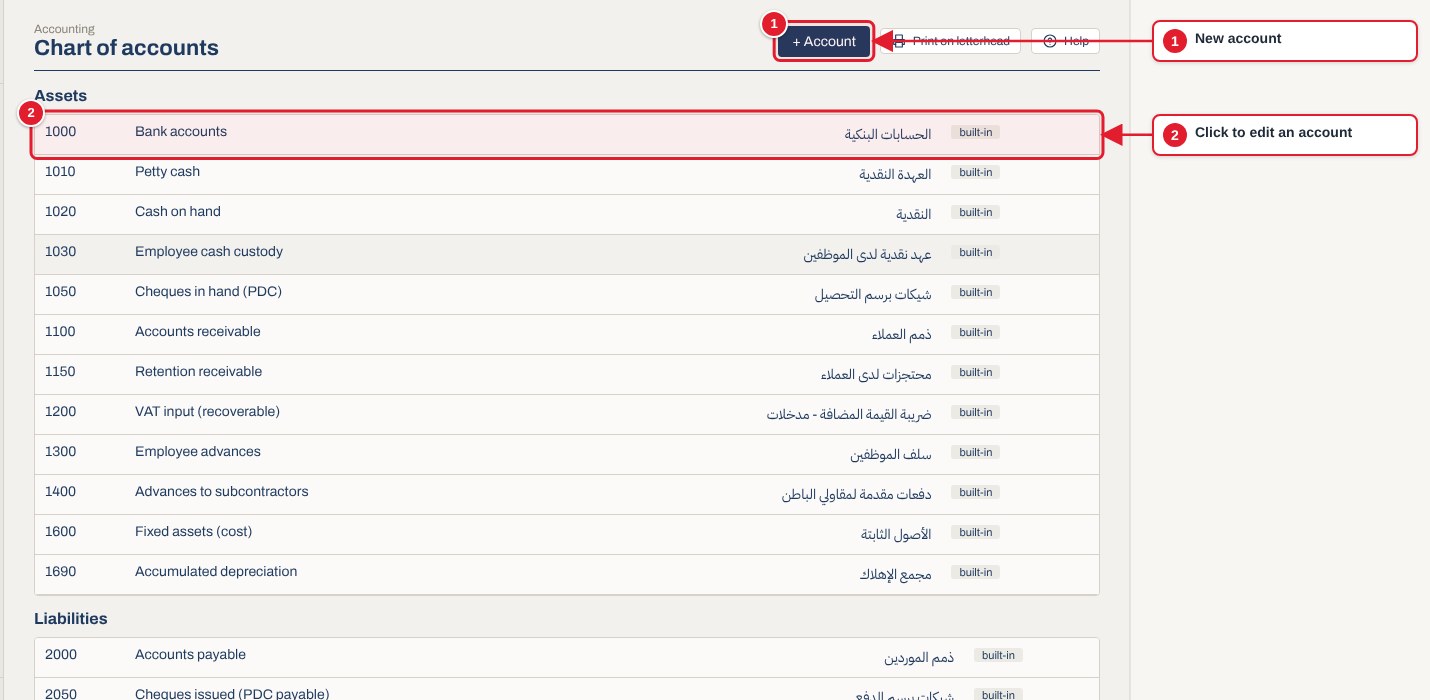 Accounting
Chart of accounts
1
+ Account
Print on letterhead
Help
1 New account
Assets
2
1000 Bank accounts الحسابات البنكية built-in
2 Click to edit an account
1010 Petty cash العهدة النقدية built-in
1020 Cash on hand النقدية built-in
1030 Employee cash custody عهد نقدية لدى الموظفين built-in
1050 Cheques in hand (PDC) شيكات برسم التحصيل built-in
1100 Accounts receivable ذمم العملاء built-in
1150 Retention receivable محتجزات لدى العملاء built-in
1200 VAT input (recoverable) ضريبة القيمة المضافة - مدخلات built-in
1300 Employee advances سلف الموظفين built-in
1400 Advances to subcontractors دفعات مقدمة لمقاولي الباطن built-in
1600 Fixed assets (cost) الأصول الثابتة built-in
1690 Accumulated depreciation مجمع الإهلاك built-in
Liabilities
2000 Accounts payable ذمم الموردين built-in
2050 Cheques issued (PDC payable) شيكات برسم الدفع built-in